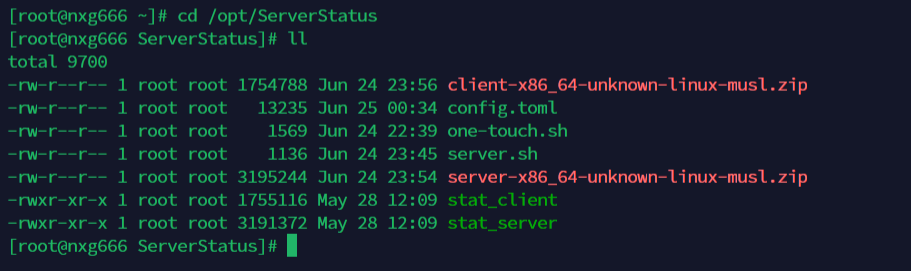 [root@nxg666 ~]# cd /opt/ServerStatus
[root@nxg666 ServerStatus]# ll
total 9700
-rw-r--r-- 1 root root 1754788 Jun 24 23:56 client-x86_64-unknown-linux-musl.zip
-rw-r--r-- 1 root root   13235 Jun 25 00:34 config.toml
-rw-r--r-- 1 root root    1569 Jun 24 22:39 one-touch.sh
-rw-r--r-- 1 root root    1136 Jun 24 23:45 server.sh
-rw-r--r-- 1 root root 3195244 Jun 24 23:54 server-x86_64-unknown-linux-musl.zip
-rwxr-xr-x 1 root root 1755116 May 28 12:09 stat_client
-rwxr-xr-x 1 root root 3191372 May 28 12:09 stat_server
[root@nxg666 ServerStatus]#